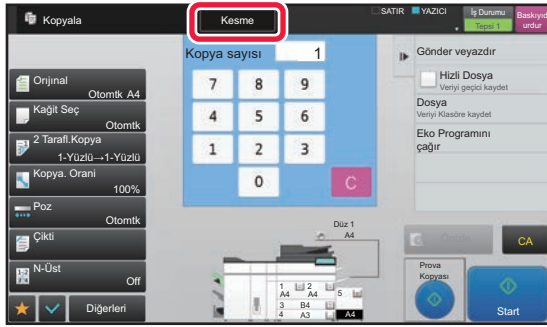 Kopyala
Kesme
SATIR
YAZICI
İş Durumu
Tepsi 1
Baskıyıd
urdur
Kopya sayısı 1
Gönder veyazdır
Hizli Dosya
Veriyi geçici kaydet
Dosya
Veriyi Klasöre kaydet
Eko Programını
çağır
Orijinal
Otomtk A4
Kağit Seç
Otomtk
2 Tarafl.Kopya
1-Yüzlü→1-Yüzlü
Kopya. Orani
100%
Poz
Otomtk
Çikti
N-Üst
Off
Diğerleri
7 8 9
4 5 6
1 2 3
0 C
Düz 1
A4
1 A4 2 A4
3 B4
4 A3
5 A4
CA
Prova
Kopyası
Start